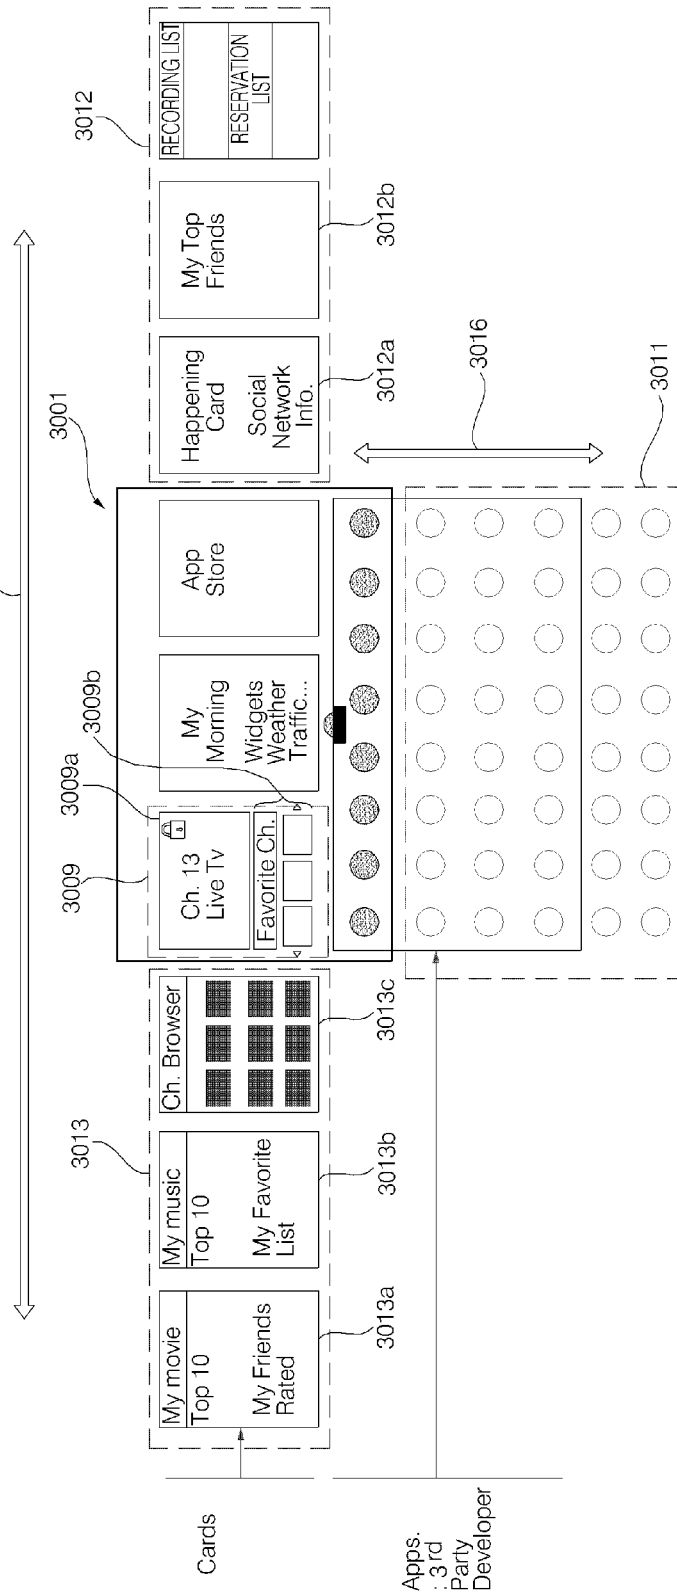 3001
3009
3009a
3009b
3013
3012
Cards
My movie
Top 10
My Friends
Rated
3013a
My music
Top 10
My Favorite
List
3013b
Ch. Browser
3013c
Ch. 13
Live Tv
Favorite Ch.
My
Morning
Widgets
Weather
Traffic...
App
Store
Happening
Card
Social
Network
Info.
3012a
My Top
Friends
3012b
RECORDING LIST
RESERVATION
LIST
Apps.
: 3 rd
Party
Developer
3016
3011